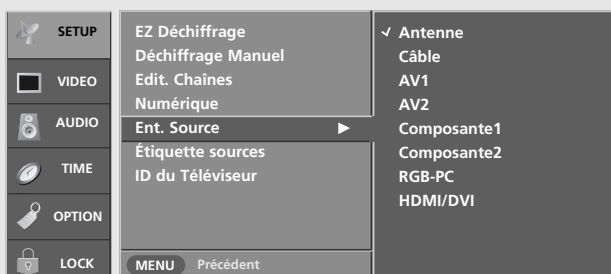 SETUP
VIDEO
AUDIO
TIME
OPTION
LOCK
EZ Déchiffrage
Déchiffrage Manuel
Edit. Chaînes
Numérique
Ent. Source ►
Étiquette sources
ID du Téléviseur
MENU Précédent
✓ Antenne
Câble
AV1
AV2
Composante1
Composante2
RGB-PC
HDMI/DVI